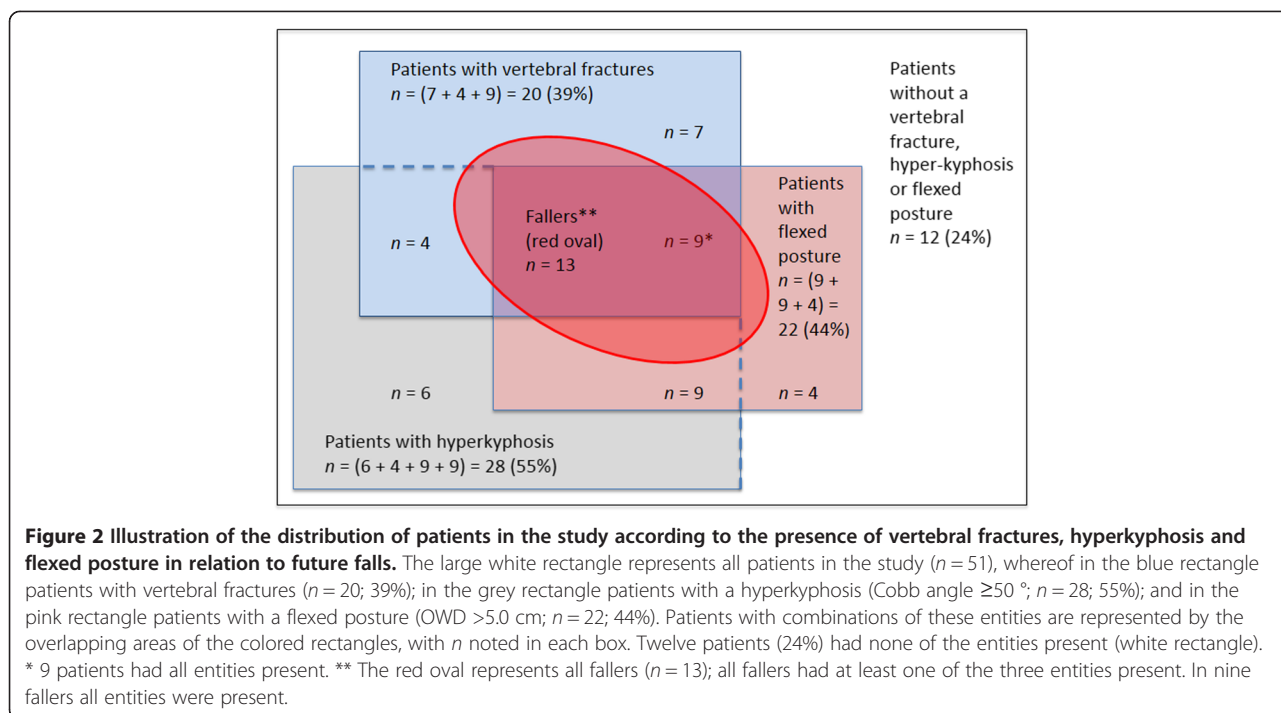 Patients with vertebral fractures
n = (7 + 4 + 9) = 20 (39%)
n = 7
Patients
without a
vertebral
fracture,
hyper-kyphosis
or flexed
posture
n = 12 (24%)
Patients
with
flexed
posture
n = (9 +
9 + 4) =
22 (44%)
Fallers**
(red oval)
n = 13
n = 4
n = 9*
n = 6
n = 9
n = 4
Patients with hyperkyphosis
n = (6 + 4 + 9 + 9) = 28 (55%)
Figure 2 Illustration of the distribution of patients in the study according to the presence of vertebral fractures, hyperkyphosis and
flexed posture in relation to future falls. The large white rectangle represents all patients in the study (n = 51), whereof in the blue rectangle
patients with vertebral fractures (n = 20; 39%); in the grey rectangle patients with a hyperkyphosis (Cobb angle ≥50 °; n = 28; 55%); and in the
pink rectangle patients with a flexed posture (OWD >5.0 cm; n = 22; 44%). Patients with combinations of these entities are represented by the
overlapping areas of the colored rectangles, with n noted in each box. Twelve patients (24%) had none of the entities present (white rectangle).
* 9 patients had all entities present. ** The red oval represents all fallers (n = 13); all fallers had at least one of the three entities present. In nine
fallers all entities were present.